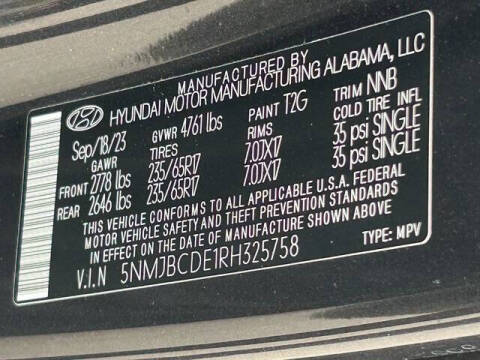 MANUFACTURED BY
HYUNDAI MOTOR MANUFACTURING ALABAMA, LLC
Sep/18/23 GVWR 4761 lbs PAINT T2G TRIM NNB
GAWR TIRES RIMS COLD TIRE INFL
FRONT 2778 lbs 235/65R17 7.0JX17 35 psi SINGLE
REAR 2646 lbs 235/65R17 7.0JX17 35 psi SINGLE
THIS VEHICLE CONFORMS TO ALL APPLICABLE U.S.A. FEDERAL
MOTOR VEHICLE SAFETY AND THEFT PREVENTION STANDARDS
IN EFFECT ON THE DATE OF MANUFACTURE SHOWN ABOVE.
V.I.N 5NMJBCDE1RH325758 TYPE: MPV